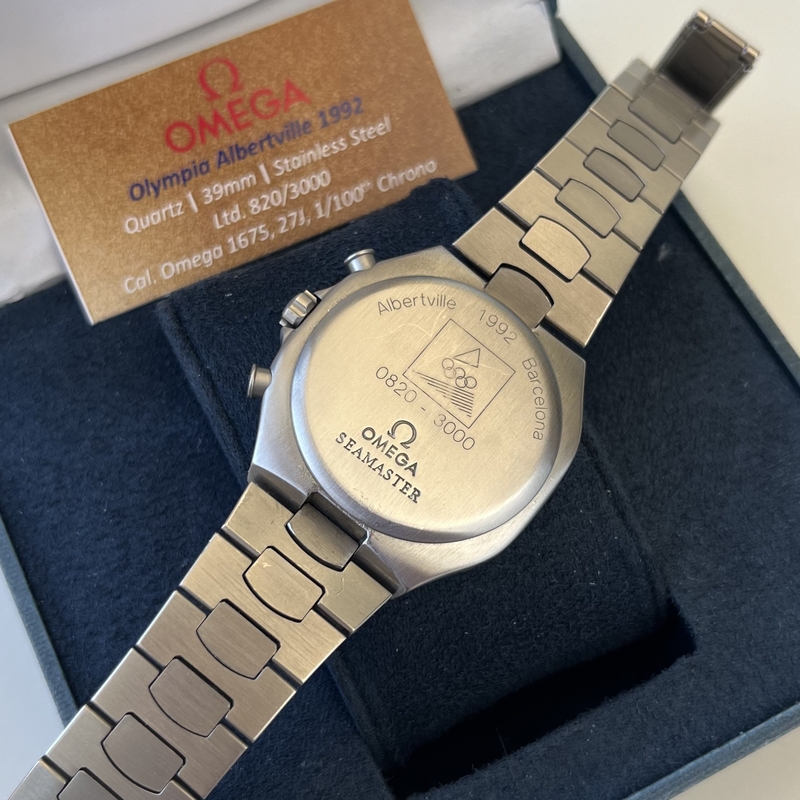 Ω
OMEGA
Olympia Albertville 1992
Quartz | 39mm | Stainless Steel
Ltd. 820/3000
Cal. Omega 1675, 27J, 1/100th Chrono
Albertville 1992 Barcelona
0820 - 3000
Ω
OMEGA
SEAMASTER